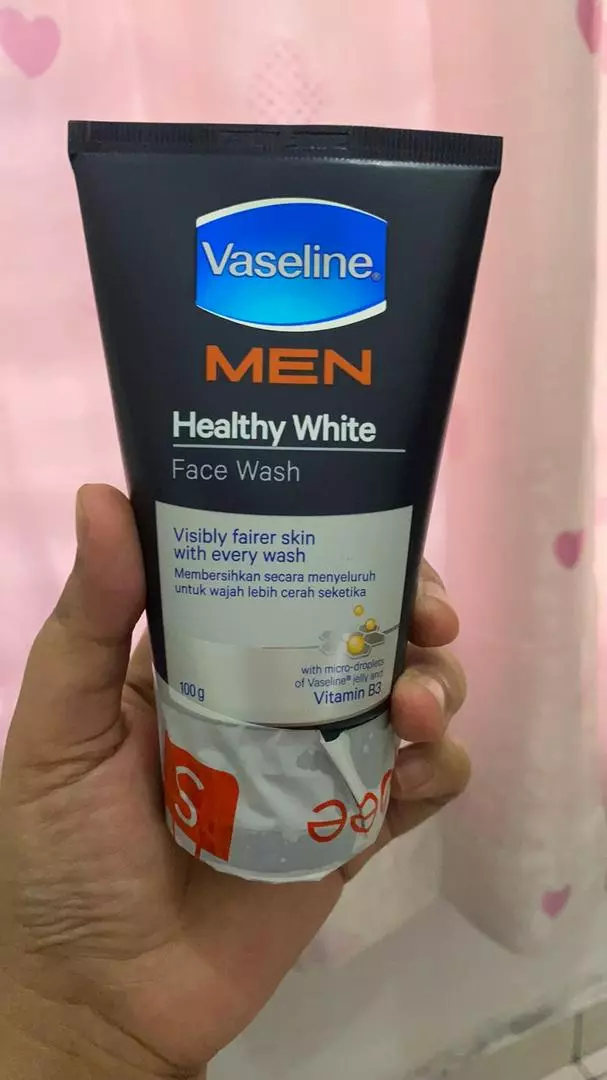 Vaseline®
MEN
Healthy White
Face Wash
Visibly fairer skin
with every wash
Membersihkan secara menyeluruh
untuk wajah lebih cerah seketika
with micro-droplets
of Vaseline® jelly and
Vitamin B3
100 g
S